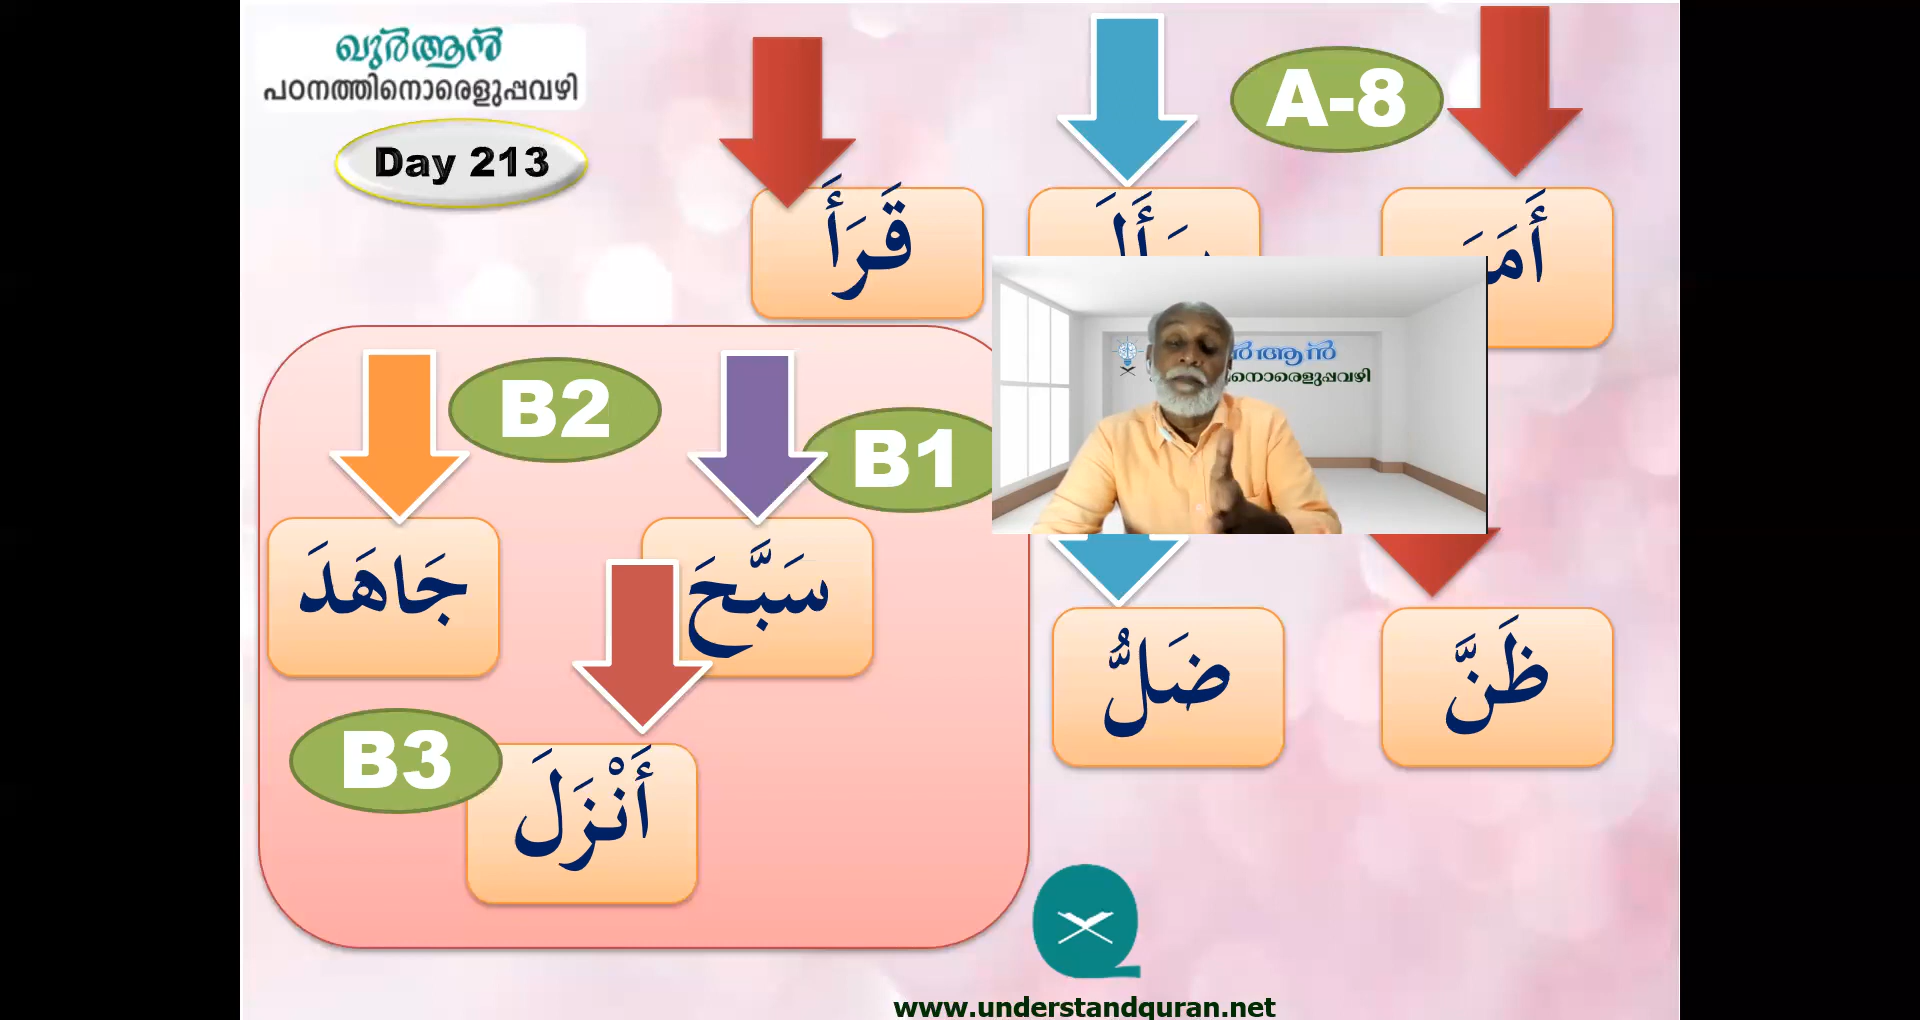 ഖുർആൻ
പഠനത്തിനൊരെളുപ്പവഴി
Day 213
A-8
قَرَأَ
B2
B1
جَاهَدَ
سَبَّحَ
ضَلُّ
ظَنَّ
B3
أَنْزَلَ
www.understandquran.net